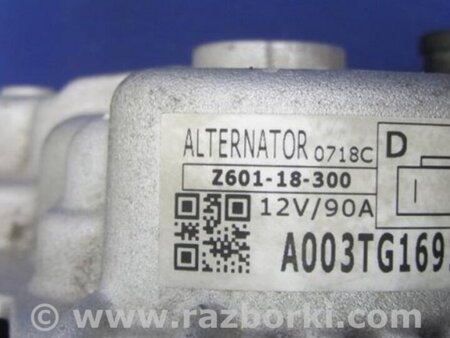 ALTERNATOR 0718C D
Z601-18-300
12V/90A
A003TG169
www.razborki.com